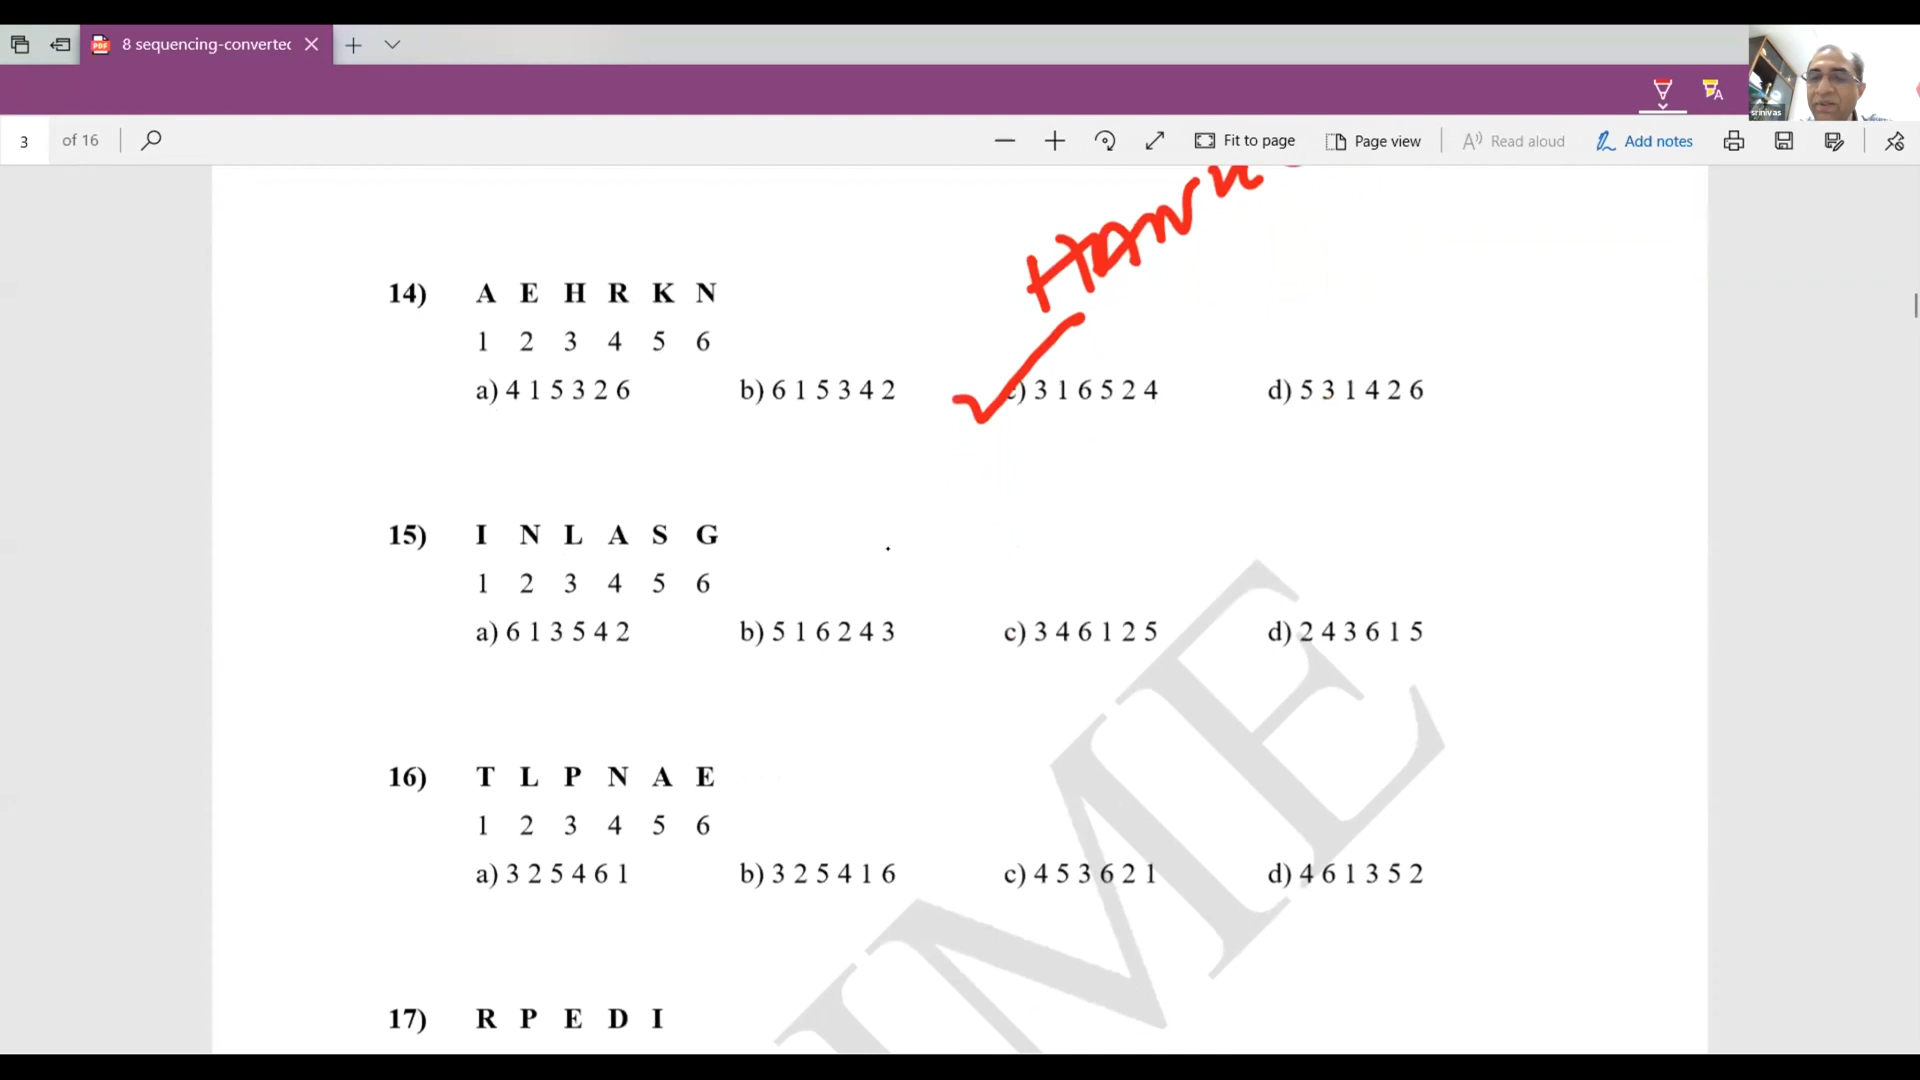 8 sequencing-converted
3 of 16 Fit to page Page view Read aloud Add notes
srinivas
14) A E H R K N
1 2 3 4 5 6
a) 4 1 5 3 2 6 b) 6 1 5 3 4 2 c) 3 1 6 5 2 4 d) 5 3 1 4 2 6
15) I N L A S G
1 2 3 4 5 6
a) 6 1 3 5 4 2 b) 5 1 6 2 4 3 c) 3 4 6 1 2 5 d) 2 4 3 6 1 5
16) T L P N A E
1 2 3 4 5 6
a) 3 2 5 4 6 1 b) 3 2 5 4 1 6 c) 4 5 3 6 2 1 d) 4 6 1 3 5 2
17) R P E D I
IME